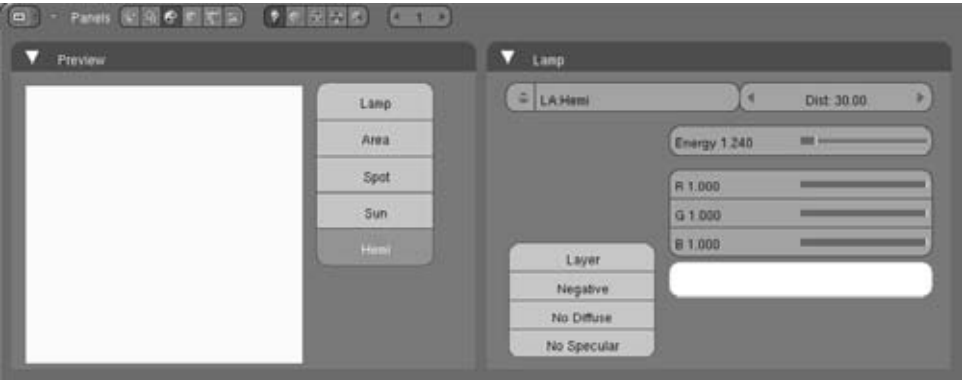 Panels 1
Preview
Lamp
Area
Spot
Sun
Hemi
Lamp
LA:Hemi
Dist: 30.00
Energy 1.240
R 1.000
G 1.000
B 1.000
Layer
Negative
No Diffuse
No Specular